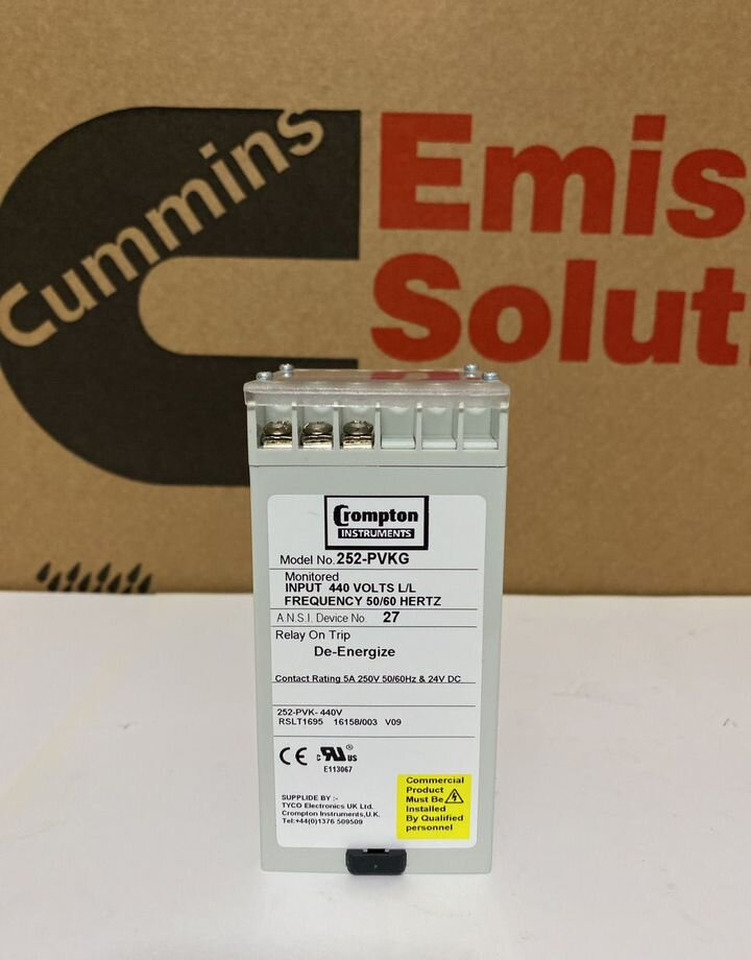 Cummins
Emis
Solut
Crompton
INSTRUMENTS
Model No. 252-PVKG
Monitored
INPUT 440 VOLTS L/L
FREQUENCY 50/60 HERTZ
A N.S.I. Device No. 27
Relay On Trip
De-Energize
Contact Rating 5A 250V 50/60Hz & 24V DC
252-PVK- 440V
RSLT1695 16158/003 V09
CE c RU ® us
E113067
SUPPLIDE BY :-
TYCO Electronics UK Ltd.
Crompton Instruments,U.K.
Tel:+44(0)1376 509509
Commercial
Product
Must Be
Installed
By Qualified
personnel